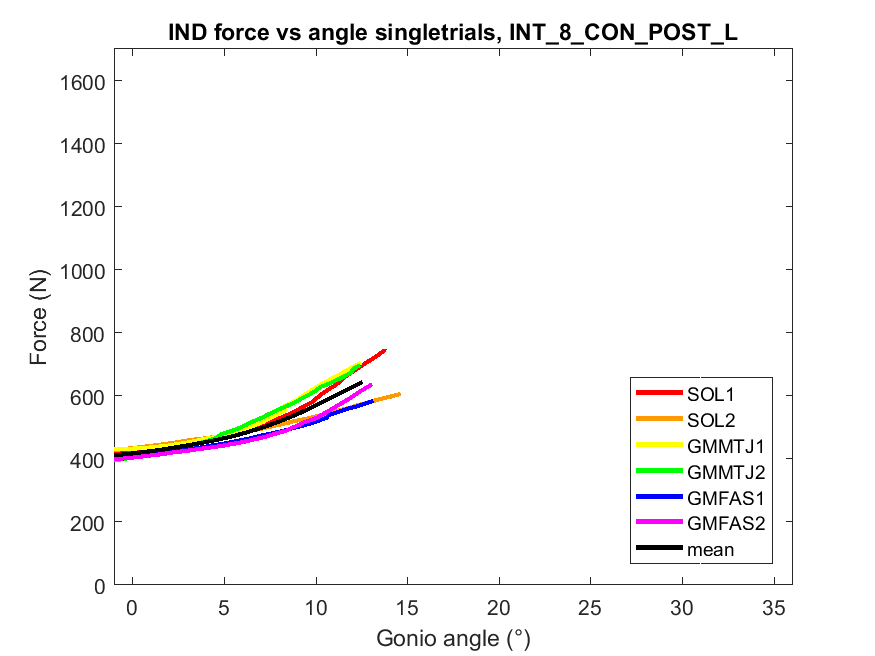 IND force vs angle singletrials, INT_8_CON_POST_L
1600
1400
1200
1000
800
600
400
200
0
Force (N)
0 5 10 15 20 25 30 35
Gonio angle (°)
SOL1
SOL2
GMMTJ1
GMMTJ2
GMFAS1
GMFAS2
mean